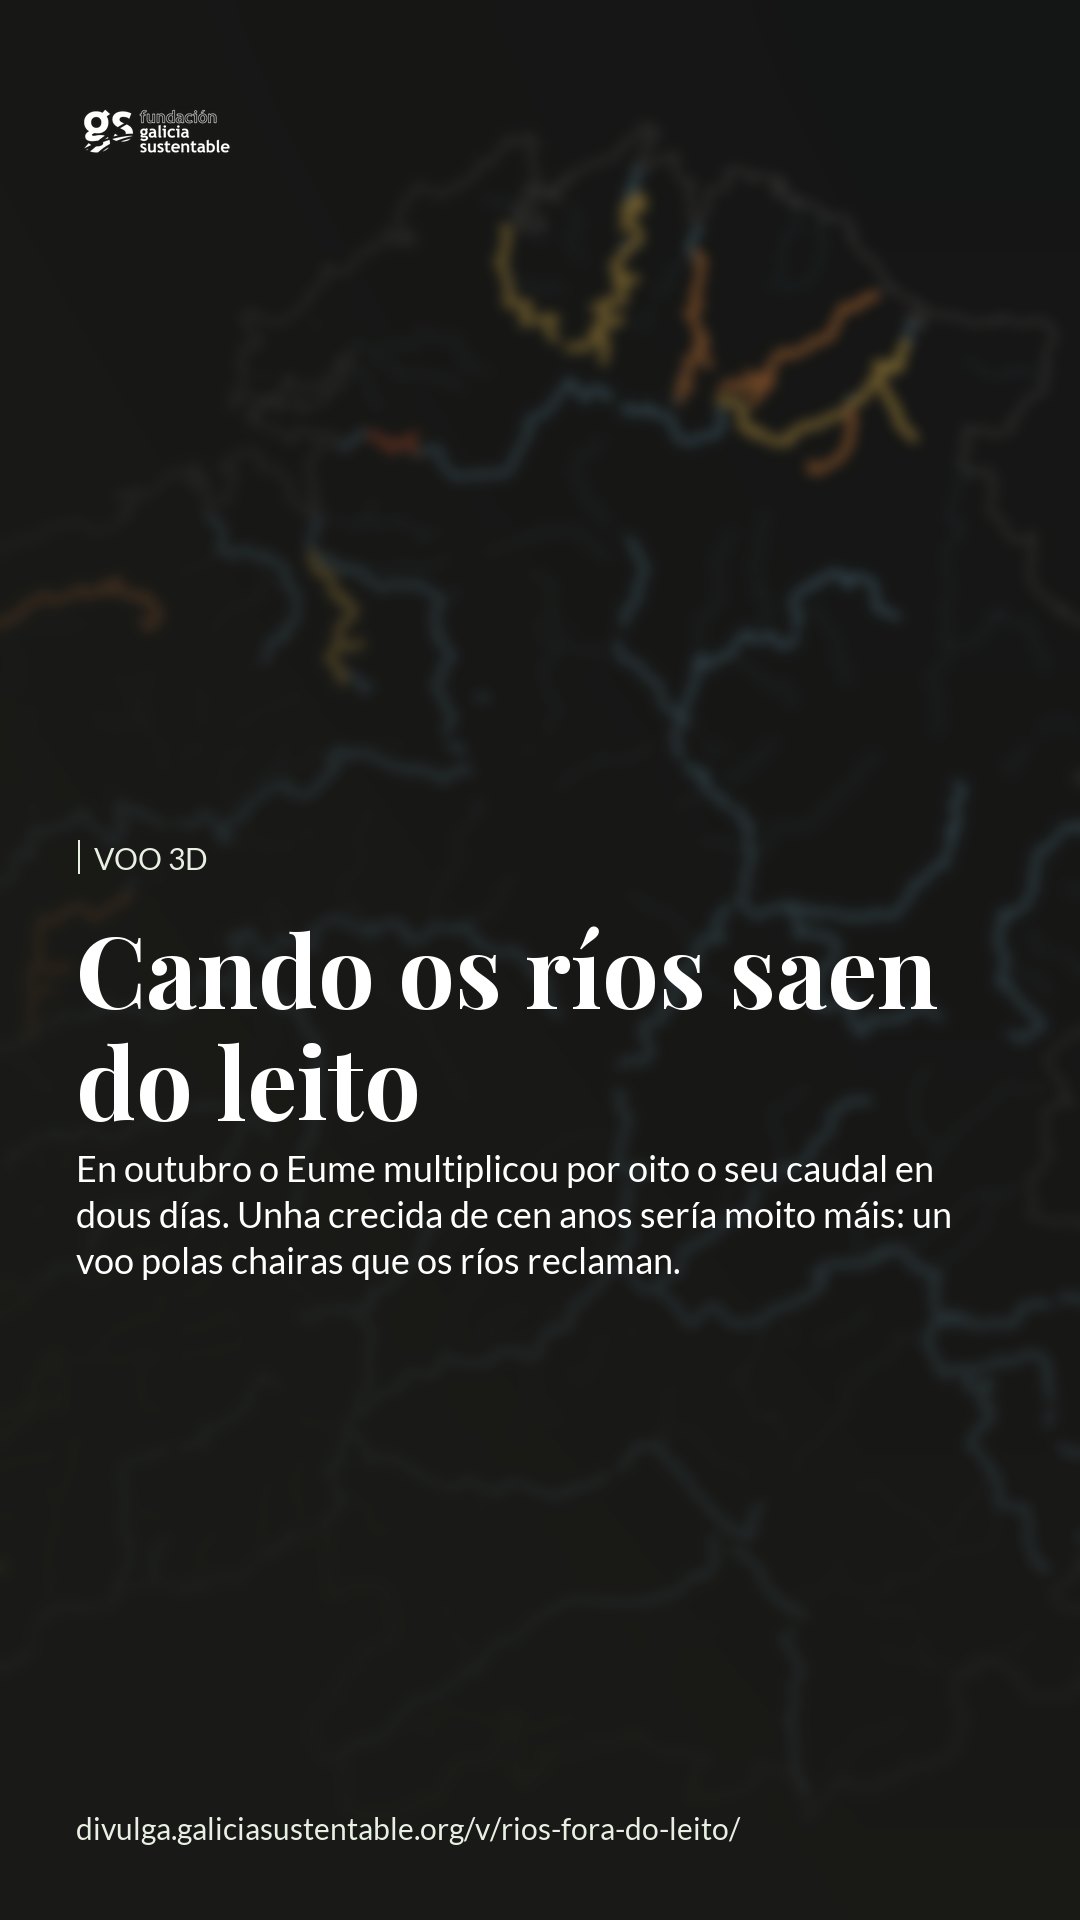 gs
fundación
galicia
sustentable
VOO 3D
Cando os ríos saen
do leito
En outubro o Eume multiplicou por oito o seu caudal en
dous días. Unha crecida de cen anos sería moito máis: un
voo polas chairas que os ríos reclaman.
divulga.galiciasustentable.org/v/rios-fora-do-leito/